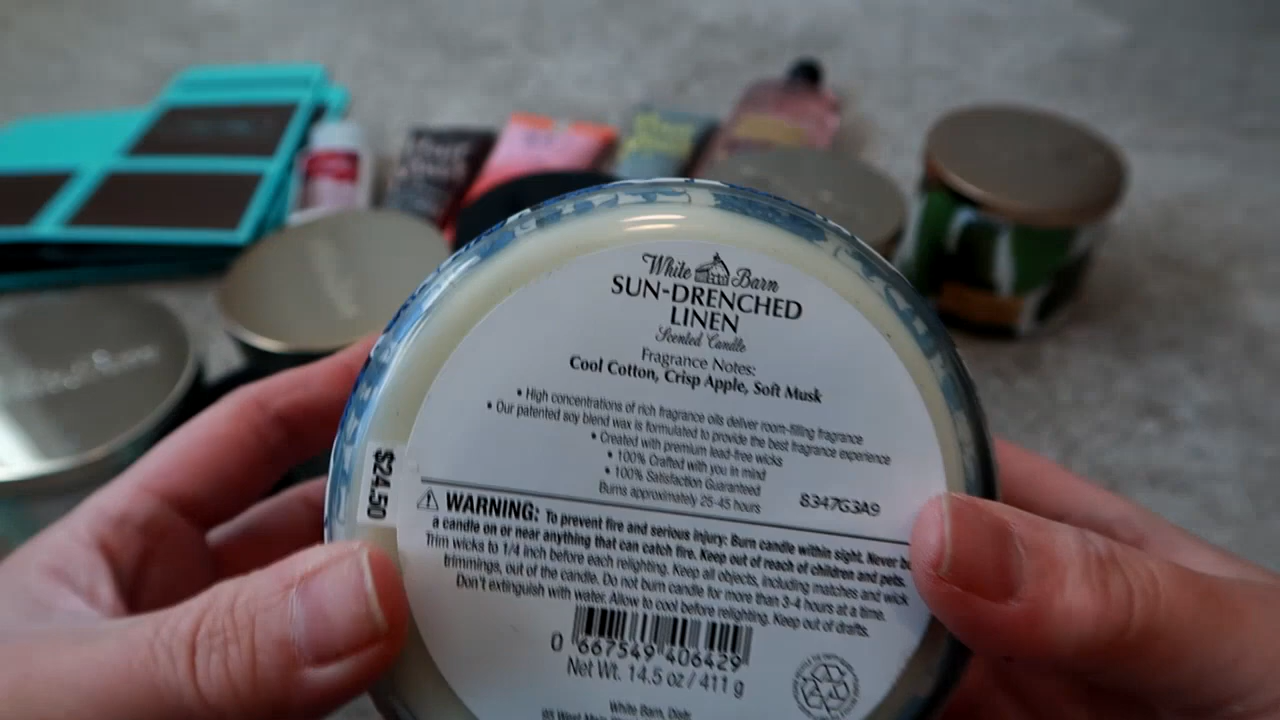 White Barn
SUN-DRENCHED
LINEN
Scented Candle
Fragrance Notes:
Cool Cotton, Crisp Apple, Soft Musk
• High concentrations of rich fragrance oils deliver room-filling fragrance
• Our patented soy blend wax is formulated to provide the best fragrance experience
• Created with premium lead-free wicks
• 100% Crafted with you in mind
• 100% Satisfaction Guaranteed
Burns approximately 25-45 hours
8347G3A9
$24.50
WARNING: To prevent fire and serious injury: Burn candle within sight. Never bu
a candle on or near anything that can catch fire. Keep out of reach of children and pets.
Trim wicks to 1/4 inch before each relighting. Keep all objects, including matches and wick
trimmings, out of the candle. Do not burn candle for more than 3-4 hours at a time.
Don't extinguish with water. Allow to cool before relighting. Keep out of drafts.
0 667549 406429
Net Wt. 14.5 oz / 411 g
White Barn, Distr.